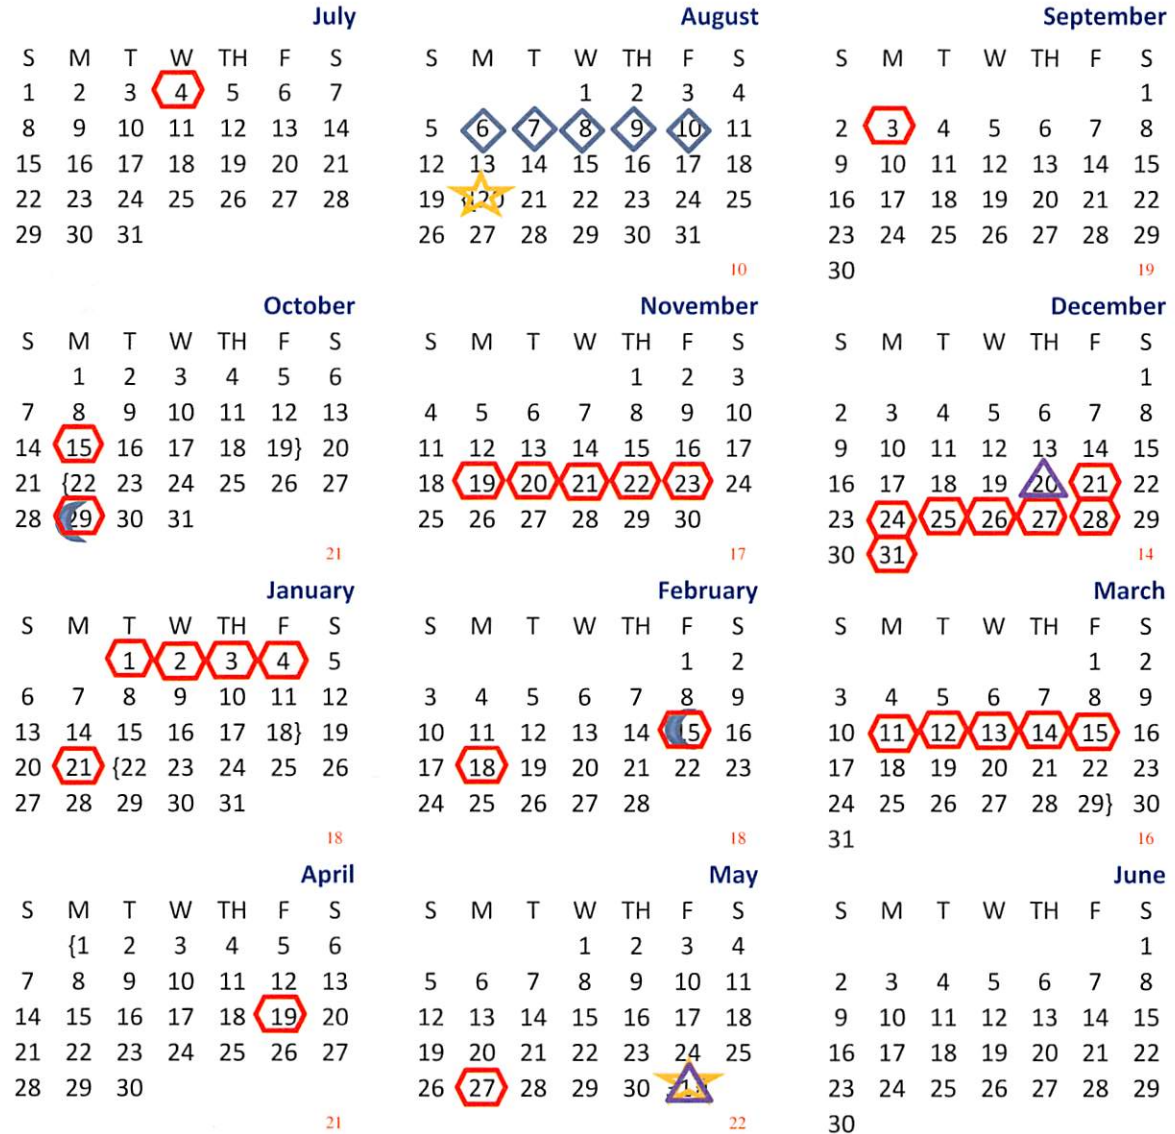 July August September
S M T W TH F S S M T W TH F S S M T W TH F S
1 2 3 4 5 6 7 1 2 3 4 1
8 9 10 11 12 13 14 5 6 7 8 9 10 11 2 3 4 5 6 7 8
15 16 17 18 19 20 21 12 13 14 15 16 17 18 9 10 11 12 13 14 15
22 23 24 25 26 27 28 19 {20 21 22 23 24 25 16 17 18 19 20 21 22
29 30 31 26 27 28 29 30 31 23 24 25 26 27 28 29
10 30 19
October November December
S M T W TH F S S M T W TH F S S M T W TH F S
1 2 3 4 5 6 1 2 3 1
7 8 9 10 11 12 13 4 5 6 7 8 9 10 2 3 4 5 6 7 8
14 15 16 17 18 19} 20 11 12 13 14 15 16 17 9 10 11 12 13 14 15
21 {22 23 24 25 26 27 18 19 20 21 22 23 24 16 17 18 19 20 21 22
28 29 30 31 25 26 27 28 29 30 23 24 25 26 27 28 29
30 31
21 17 14
January February March
S M T W TH F S S M T W TH F S S M T W TH F S
1 2 3 4 5 1 2 1 2
6 7 8 9 10 11 12 3 4 5 6 7 8 9 3 4 5 6 7 8 9
13 14 15 16 17 18} 19 10 11 12 13 14 15 16 10 11 12 13 14 15 16
20 21 {22 23 24 25 26 17 18 19 20 21 22 23 17 18 19 20 21 22 23
27 28 29 30 31 24 25 26 27 28 24 25 26 27 28 29} 30
18 18 31 16
April May June
S M T W TH F S S M T W TH F S S M T W TH F S
{1 2 3 4 5 6 1 2 3 4 1
7 8 9 10 11 12 13 5 6 7 8 9 10 11 2 3 4 5 6 7 8
14 15 16 17 18 19 20 12 13 14 15 16 17 18 9 10 11 12 13 14 15
21 22 23 24 25 26 27 19 20 21 22 23 24 25 16 17 18 19 20 21 22
28 29 30 26 27 28 29 30 23 24 25 26 27 28 29
21 22 30